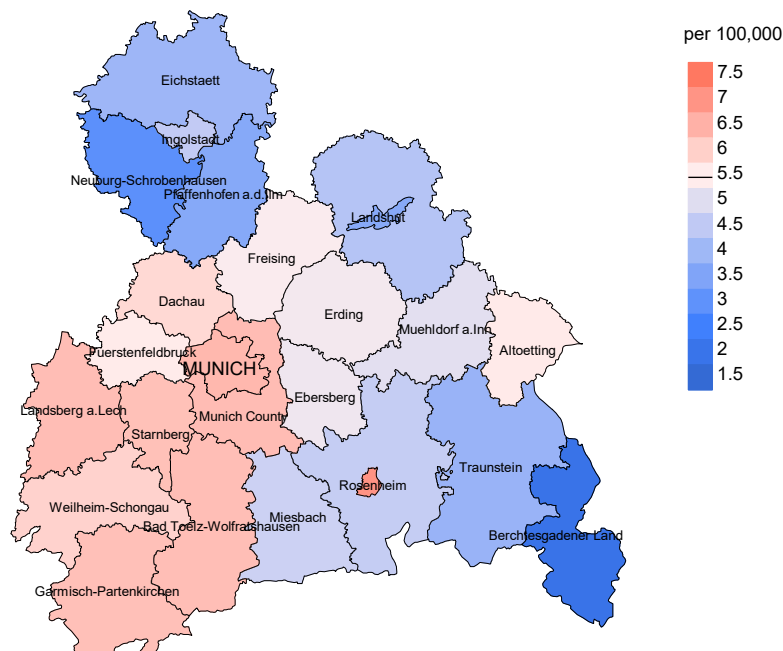 per 100,000
7.5
7
6.5
6
5.5
5
4.5
4
3.5
3
2.5
2
1.5
Eichstaett
Ingolstadt
Neuburg-Schrobenhausen
Pfaffenhofen a.d.Ilm
Landshut
Freising
Dachau
Erding
Muehldorf a.Inn
Altoetting
Fuerstenfeldbruck
MUNICH
Ebersberg
Landsberg a.Lech
Munich County
Starnberg
Rosenheim
Traunstein
Weilheim-Schongau
Miesbach
Bad Toelz-Wolfratshausen
Berchtesgadener Land
Garmisch-Partenkirchen